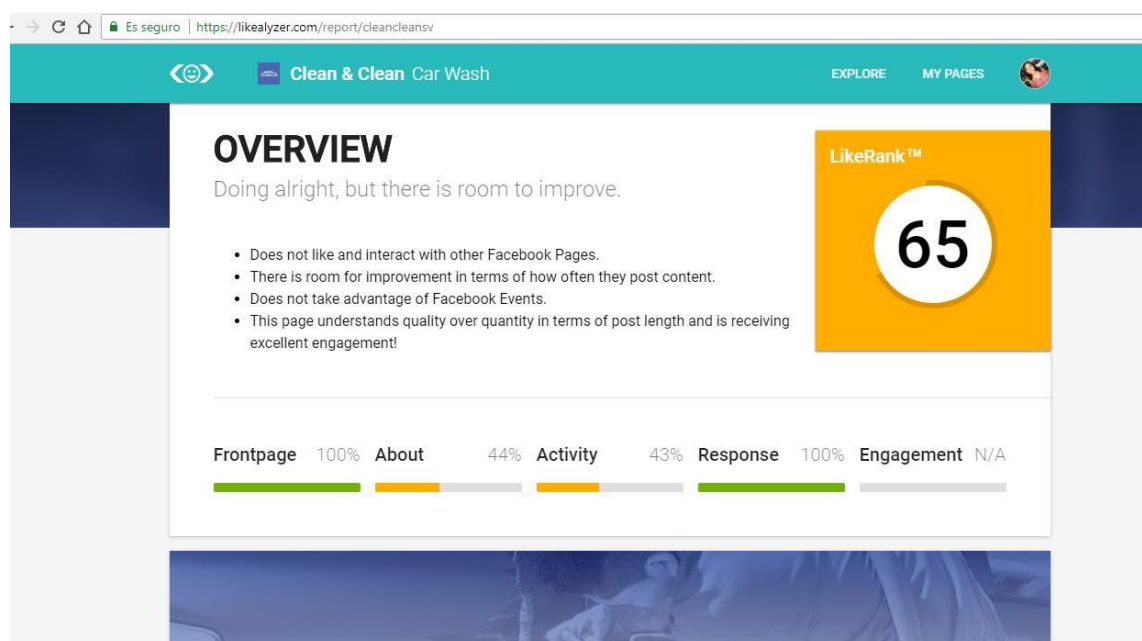 Es seguro | https://likealyzer.com/report/cleancleansv
Clean & Clean Car Wash EXPLORE MY PAGES
OVERVIEW
Doing alright, but there is room to improve.
LikeRank™
65
• Does not like and interact with other Facebook Pages.
• There is room for improvement in terms of how often they post content.
• Does not take advantage of Facebook Events.
• This page understands quality over quantity in terms of post length and is receiving
excellent engagement!
Frontpage 100% About 44% Activity 43% Response 100% Engagement N/A